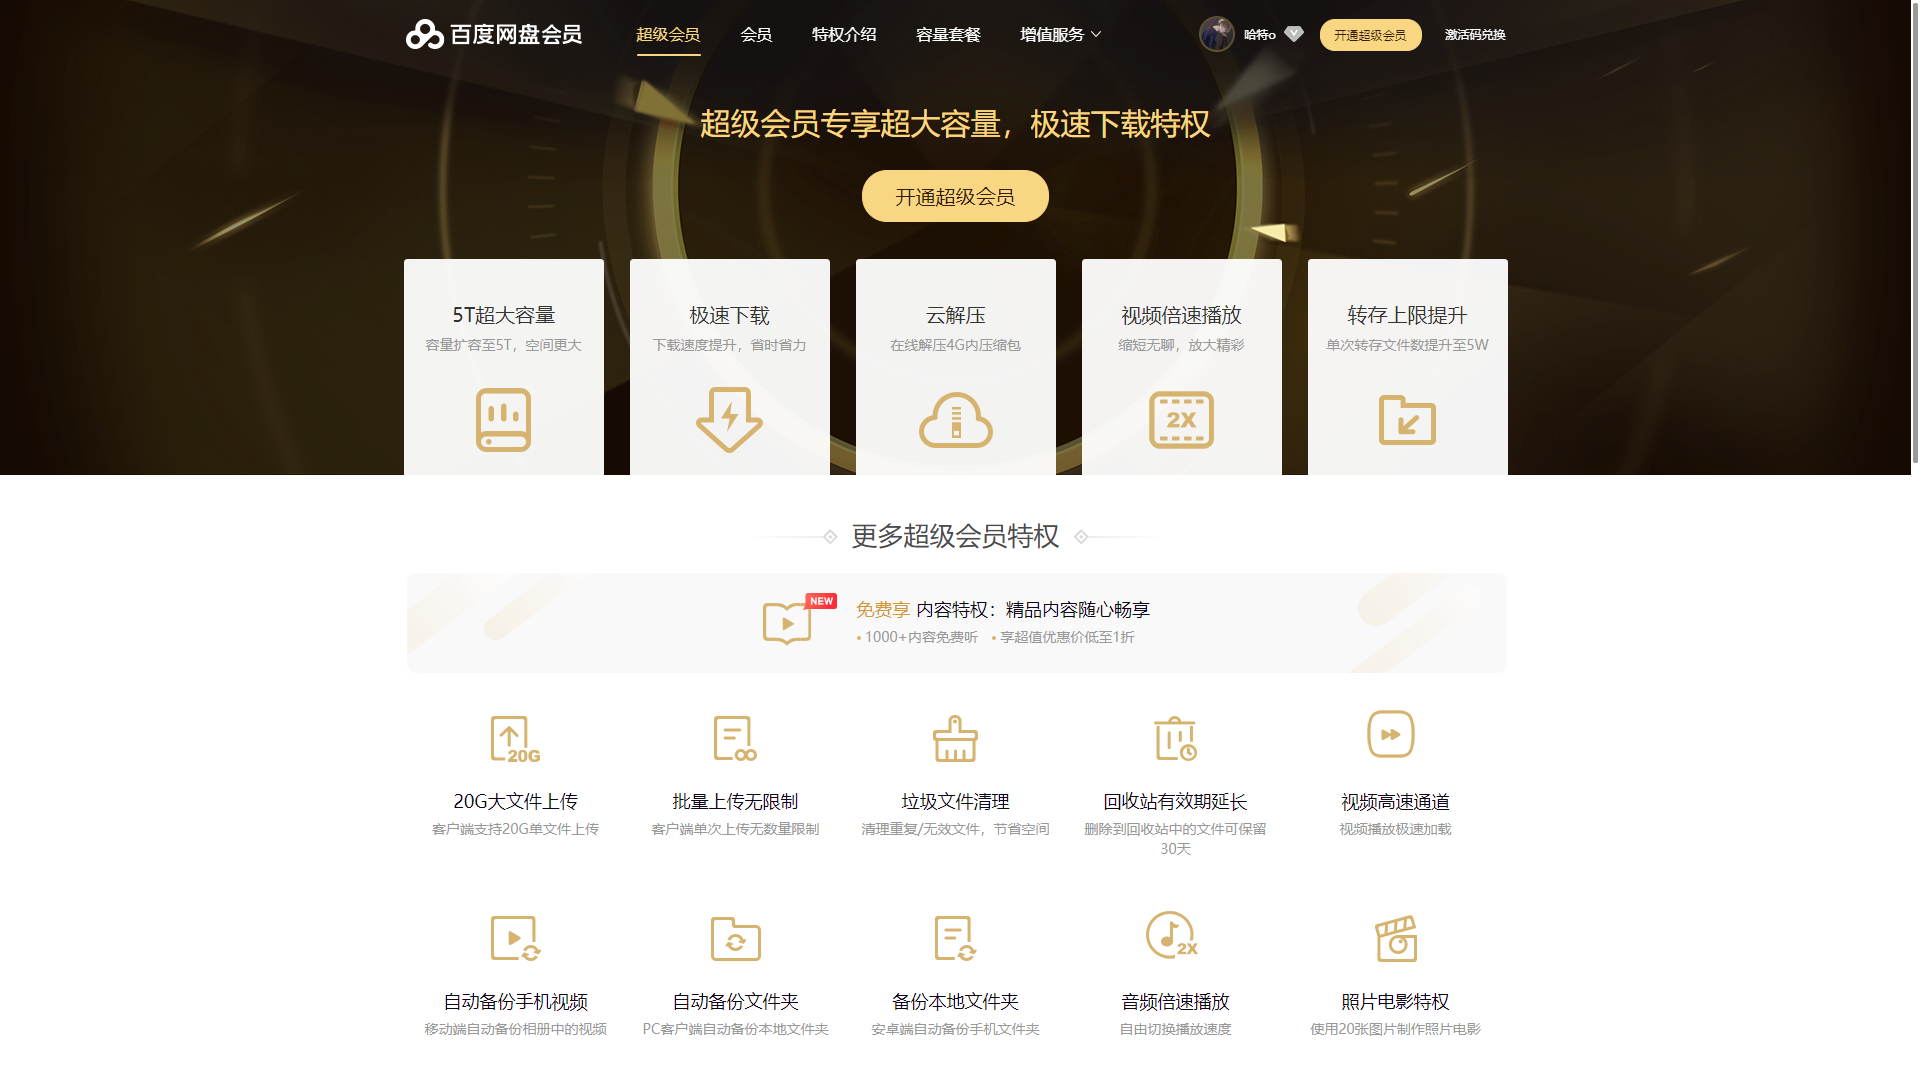 百度网盘会员
超级会员
会员
特权介绍
容量套餐
增值服务
哈特o
V
开通超级会员
激活码兑换
超级会员专享超大容量，极速下载特权
开通超级会员
5T超大容量
容量扩容至5T，空间更大
极速下载
下载速度提升，省时省力
云解压
在线解压4G内压缩包
视频倍速播放
缩短无聊，放大精彩
2X
转存上限提升
单次转存文件数提升至5W
更多超级会员特权
NEW
免费享 内容特权：精品内容随心畅享
• 1000+内容免费听 • 享超值优惠价低至1折
20G
20G大文件上传
客户端支持20G单文件上传
批量上传无限制
客户端单次上传无数量限制
垃圾文件清理
清理重复/无效文件，节省空间
回收站有效期延长
删除到回收站中的文件可保留
30天
视频高速通道
视频播放极速加载
自动备份手机视频
移动端自动备份相册中的视频
自动备份文件夹
PC客户端自动备份本地文件夹
备份本地文件夹
安卓端自动备份手机文件夹
2X
音频倍速播放
自由切换播放速度
照片电影特权
使用20张图片制作照片电影